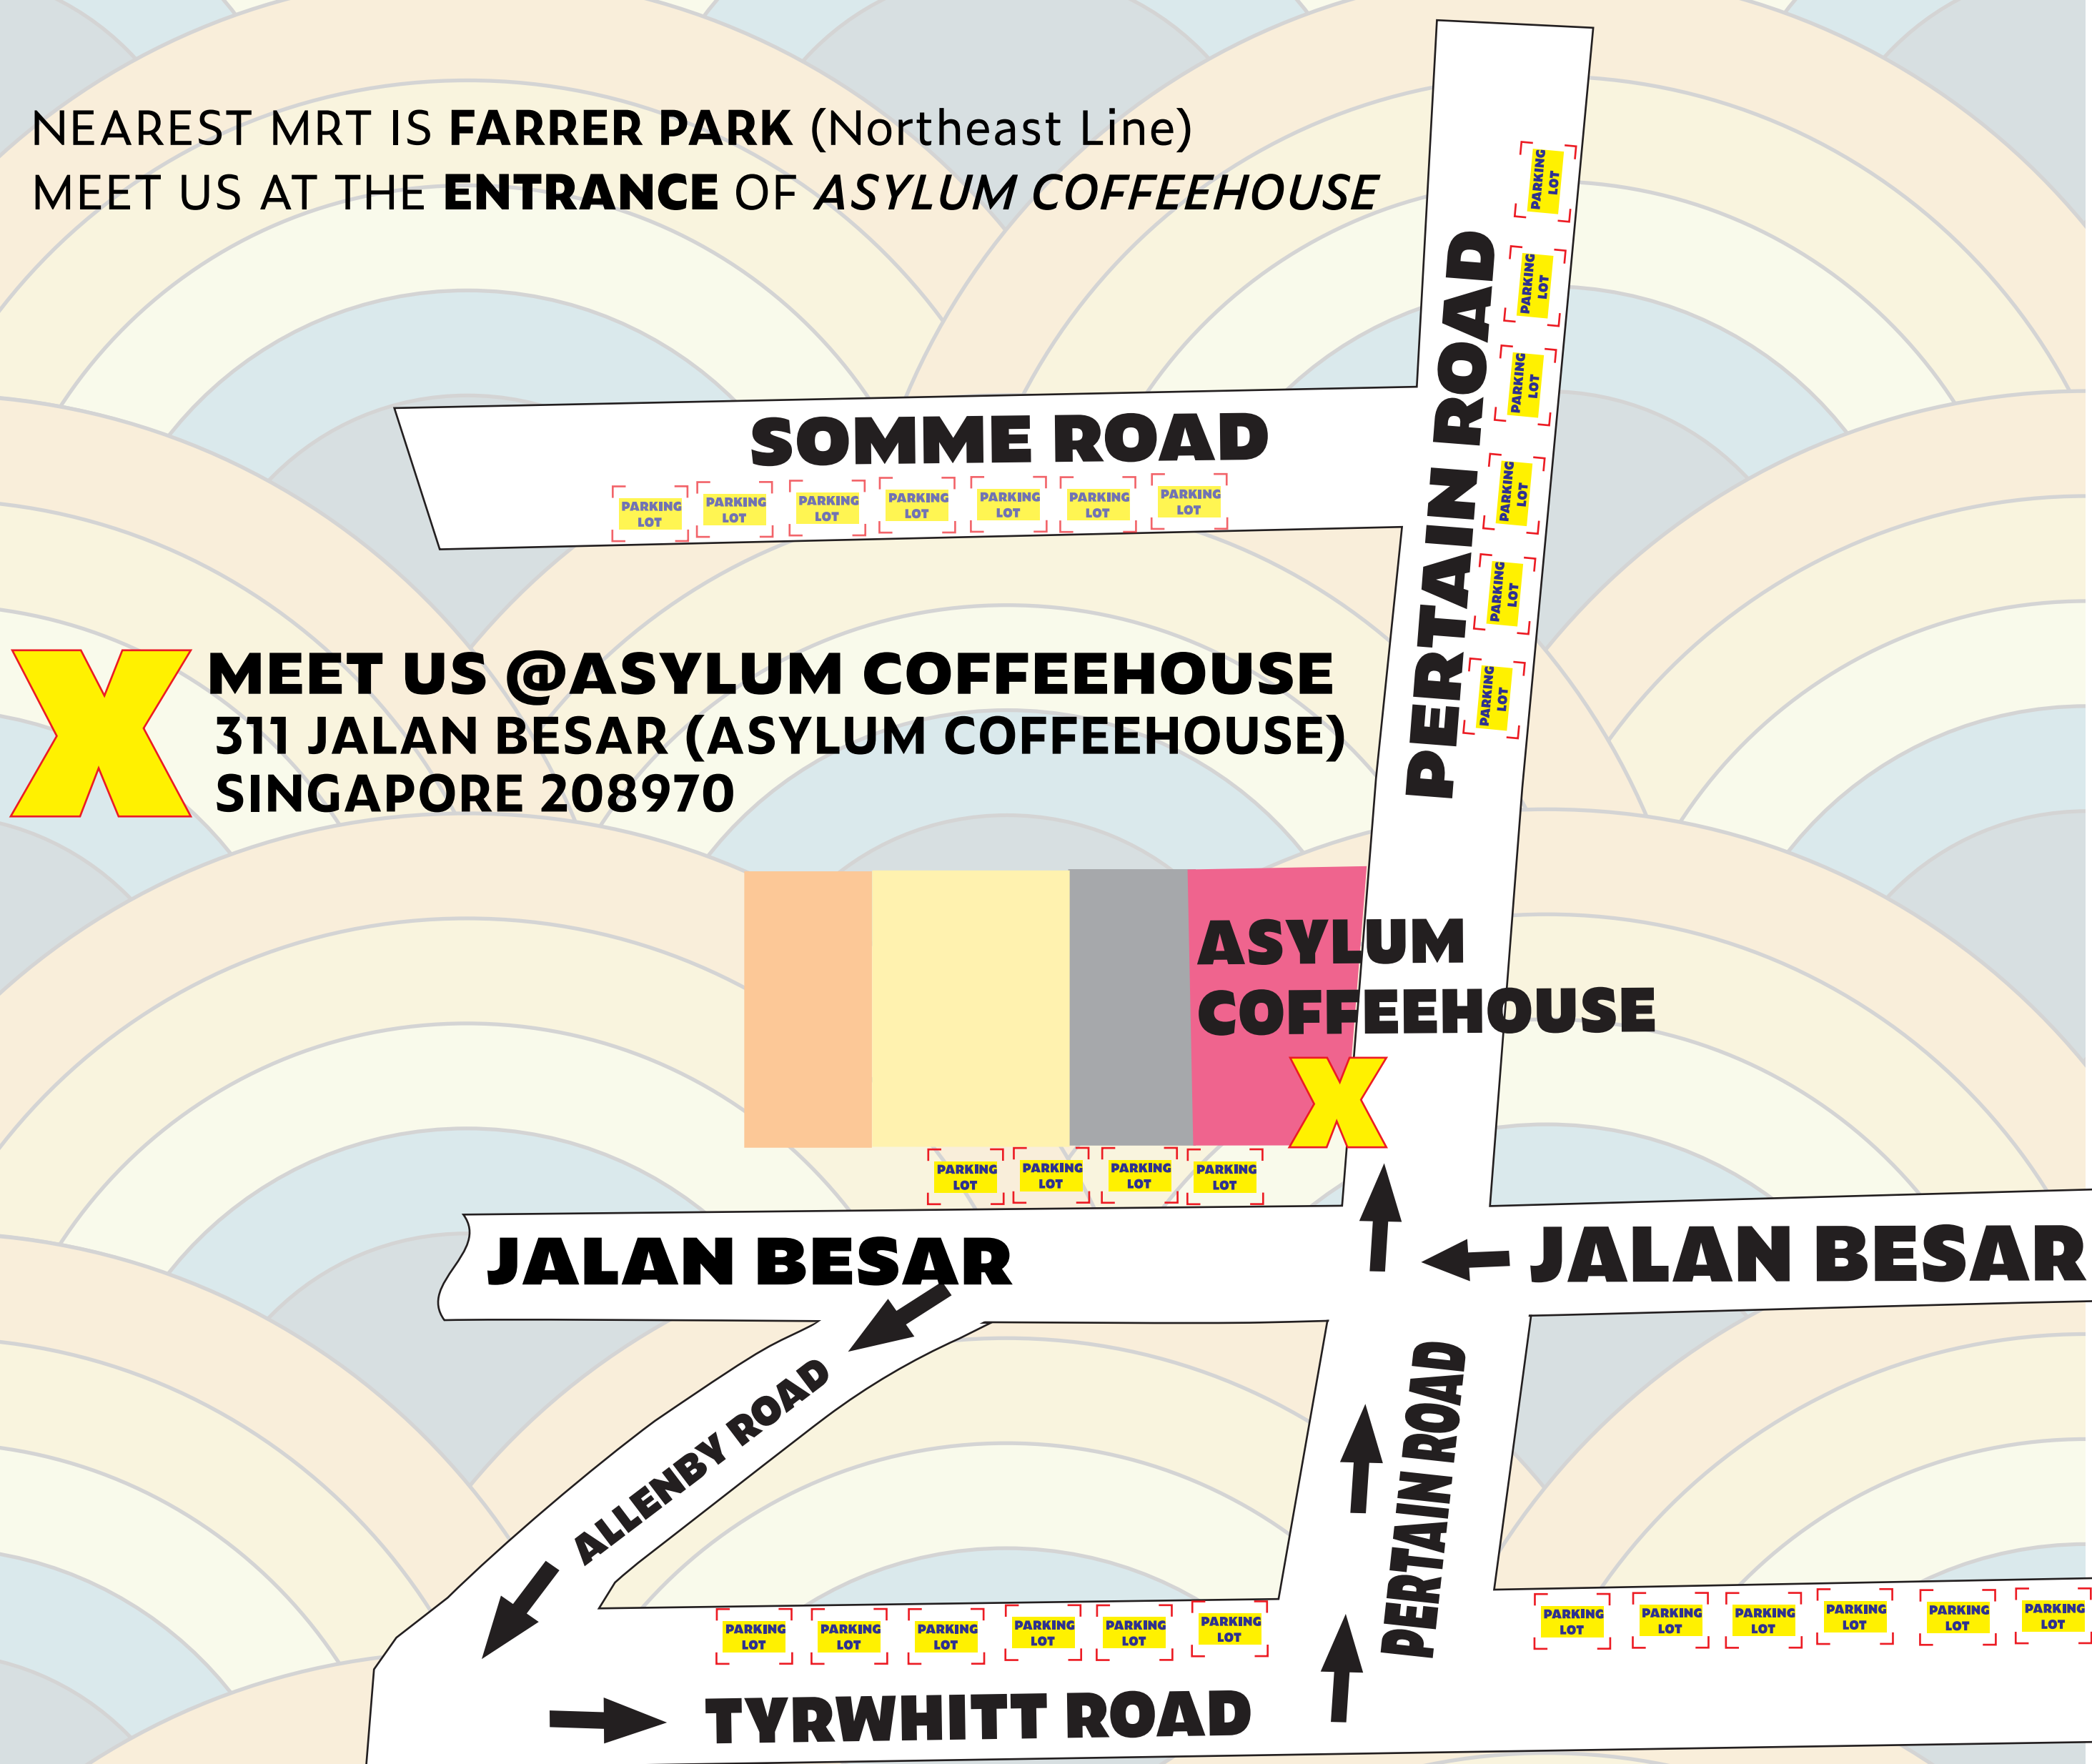 NEAREST MRT IS FARRER PARK (Northeast Line)
MEET US AT THE ENTRANCE OF ASYLUM COFFEEHOUSE
PARKING
LOT
PARKING
LOT
PARKING
LOT
PARKING
LOT
PARKING
LOT
PARKING
LOT
PERTAIN ROAD
SOMME ROAD
PARKING
LOT
PARKING
LOT
PARKING
LOT
PARKING
LOT
PARKING
LOT
PARKING
LOT
PARKING
LOT
X
MEET US @ASYLUM COFFEEHOUSE
311 JALAN BESAR (ASYLUM COFFEEHOUSE)
SINGAPORE 208970
ASYLUM
COFFEEHOUSE
X
PARKING
LOT
PARKING
LOT
PARKING
LOT
PARKING
LOT
JALAN BESAR
JALAN BESAR
ALLENBY ROAD
PERTAIN ROAD
PARKING
LOT
PARKING
LOT
PARKING
LOT
PARKING
LOT
PARKING
LOT
PARKING
LOT
PARKING
LOT
PARKING
LOT
PARKING
LOT
PARKING
LOT
PARKING
LOT
PARKING
LOT
TYRWHITT ROAD